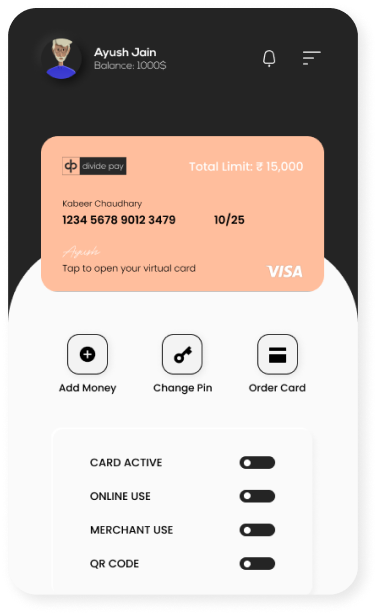 Ayush Jain
Balance: 1000$
divide pay
Total Limit: ₹ 15,000
Kabeer Chaudhary
1234 5678 9012 3479 10/25
Ayush
Tap to open your virtual card
VISA
Add Money Change Pin Order Card
CARD ACTIVE
ONLINE USE
MERCHANT USE
QR CODE